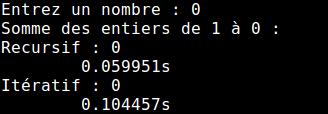 Entrez un nombre : 0
Somme des entiers de 1 à 0 :
Recursif : 0
0.059951s
Itératif : 0
0.104457s